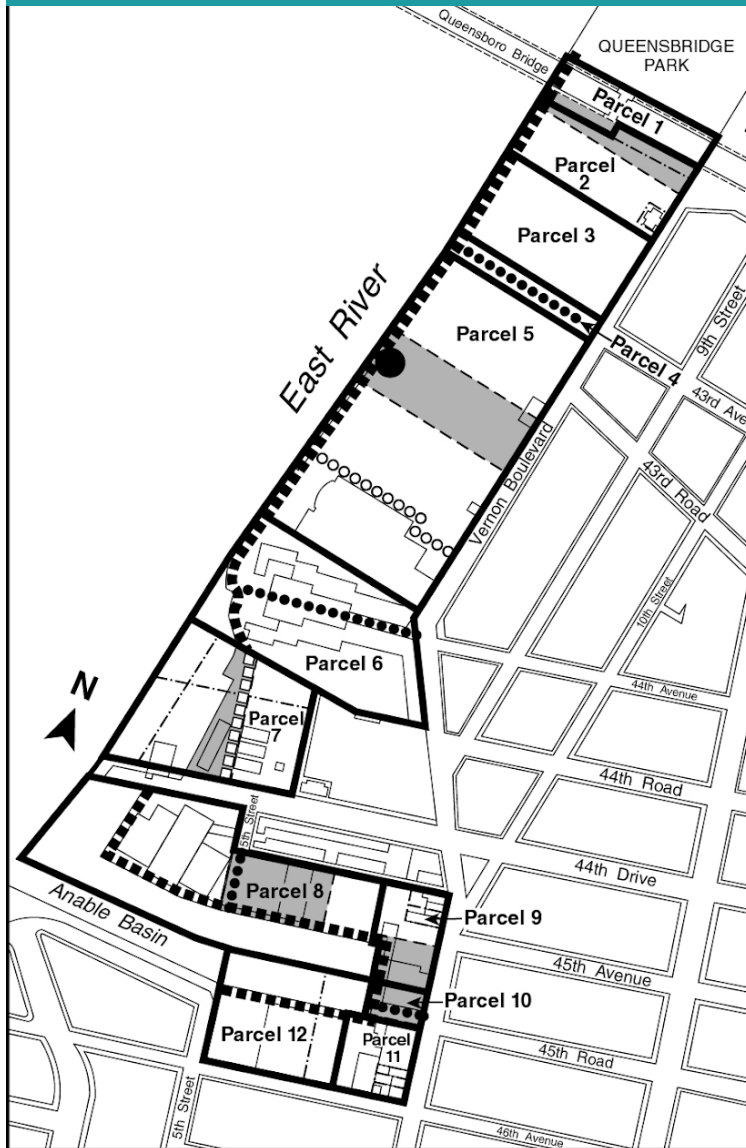 Queensboro Bridge
QUEENSBRIDGE
PARK
Parcel 1
Parcel
2
Parcel 3
East River
9th Street
Parcel 5
Parcel 4
43rd Ave
Vernon Boulevard
43rd Road
10th Street
Parcel 6
N
44th Avenue
Parcel
7
44th Road
5th Street
44th Drive
Parcel 8
Anable Basin
Parcel 9
45th Avenue
Parcel 10
Parcel 12
Parcel
11
45th Road
5th Street
46th Avenue